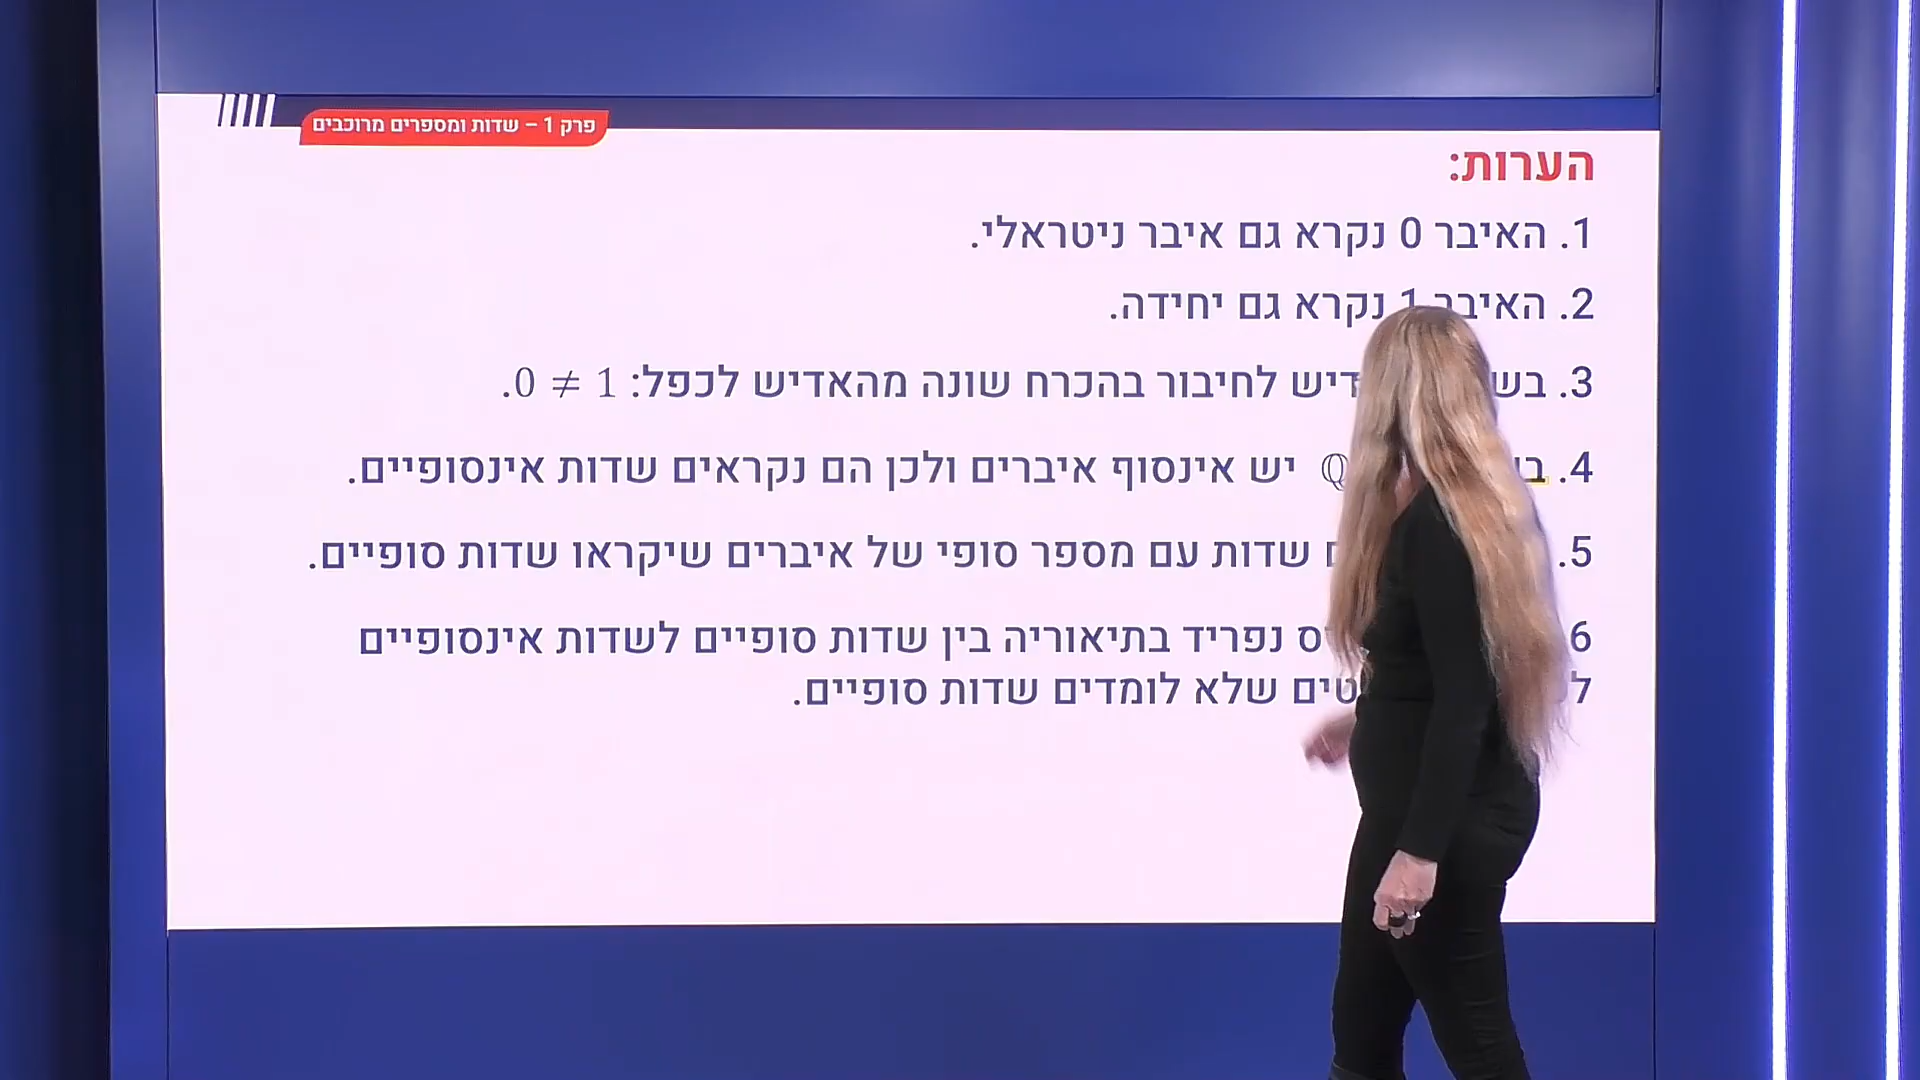 פרק 1 – שדות ומספרים מרוכבים
הערות:
1. האיבר 0 נקרא גם איבר ניטראלי.
2. האיבר 1 נקרא גם יחידה.
3. לחיבור בהכרח שונה מהאדיש לכפל: 0 ≠ 1.
4. ℚ יש אינסוף איברים ולכן הם נקראים שדות אינסופיים.
5. שדות עם מספר סופי של איברים שיקראו שדות סופיים.
6 נפריד בתיאוריה בין שדות סופיים לשדות אינסופיים
שלא לומדים שדות סופיים.